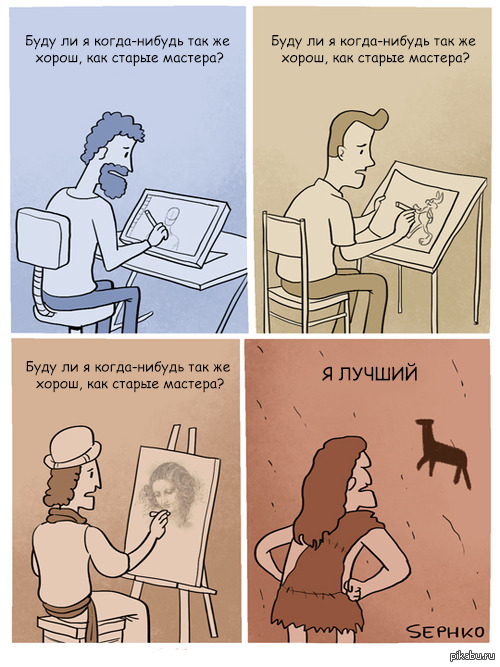 Буду ли я когда-нибудь так же
хорош, как старые мастера?
Буду ли я когда-нибудь так же
хорош, как старые мастера?
Буду ли я когда-нибудь так же
хорош, как старые мастера?
Я ЛУЧШИЙ
SEPHKO
pikabu.ru